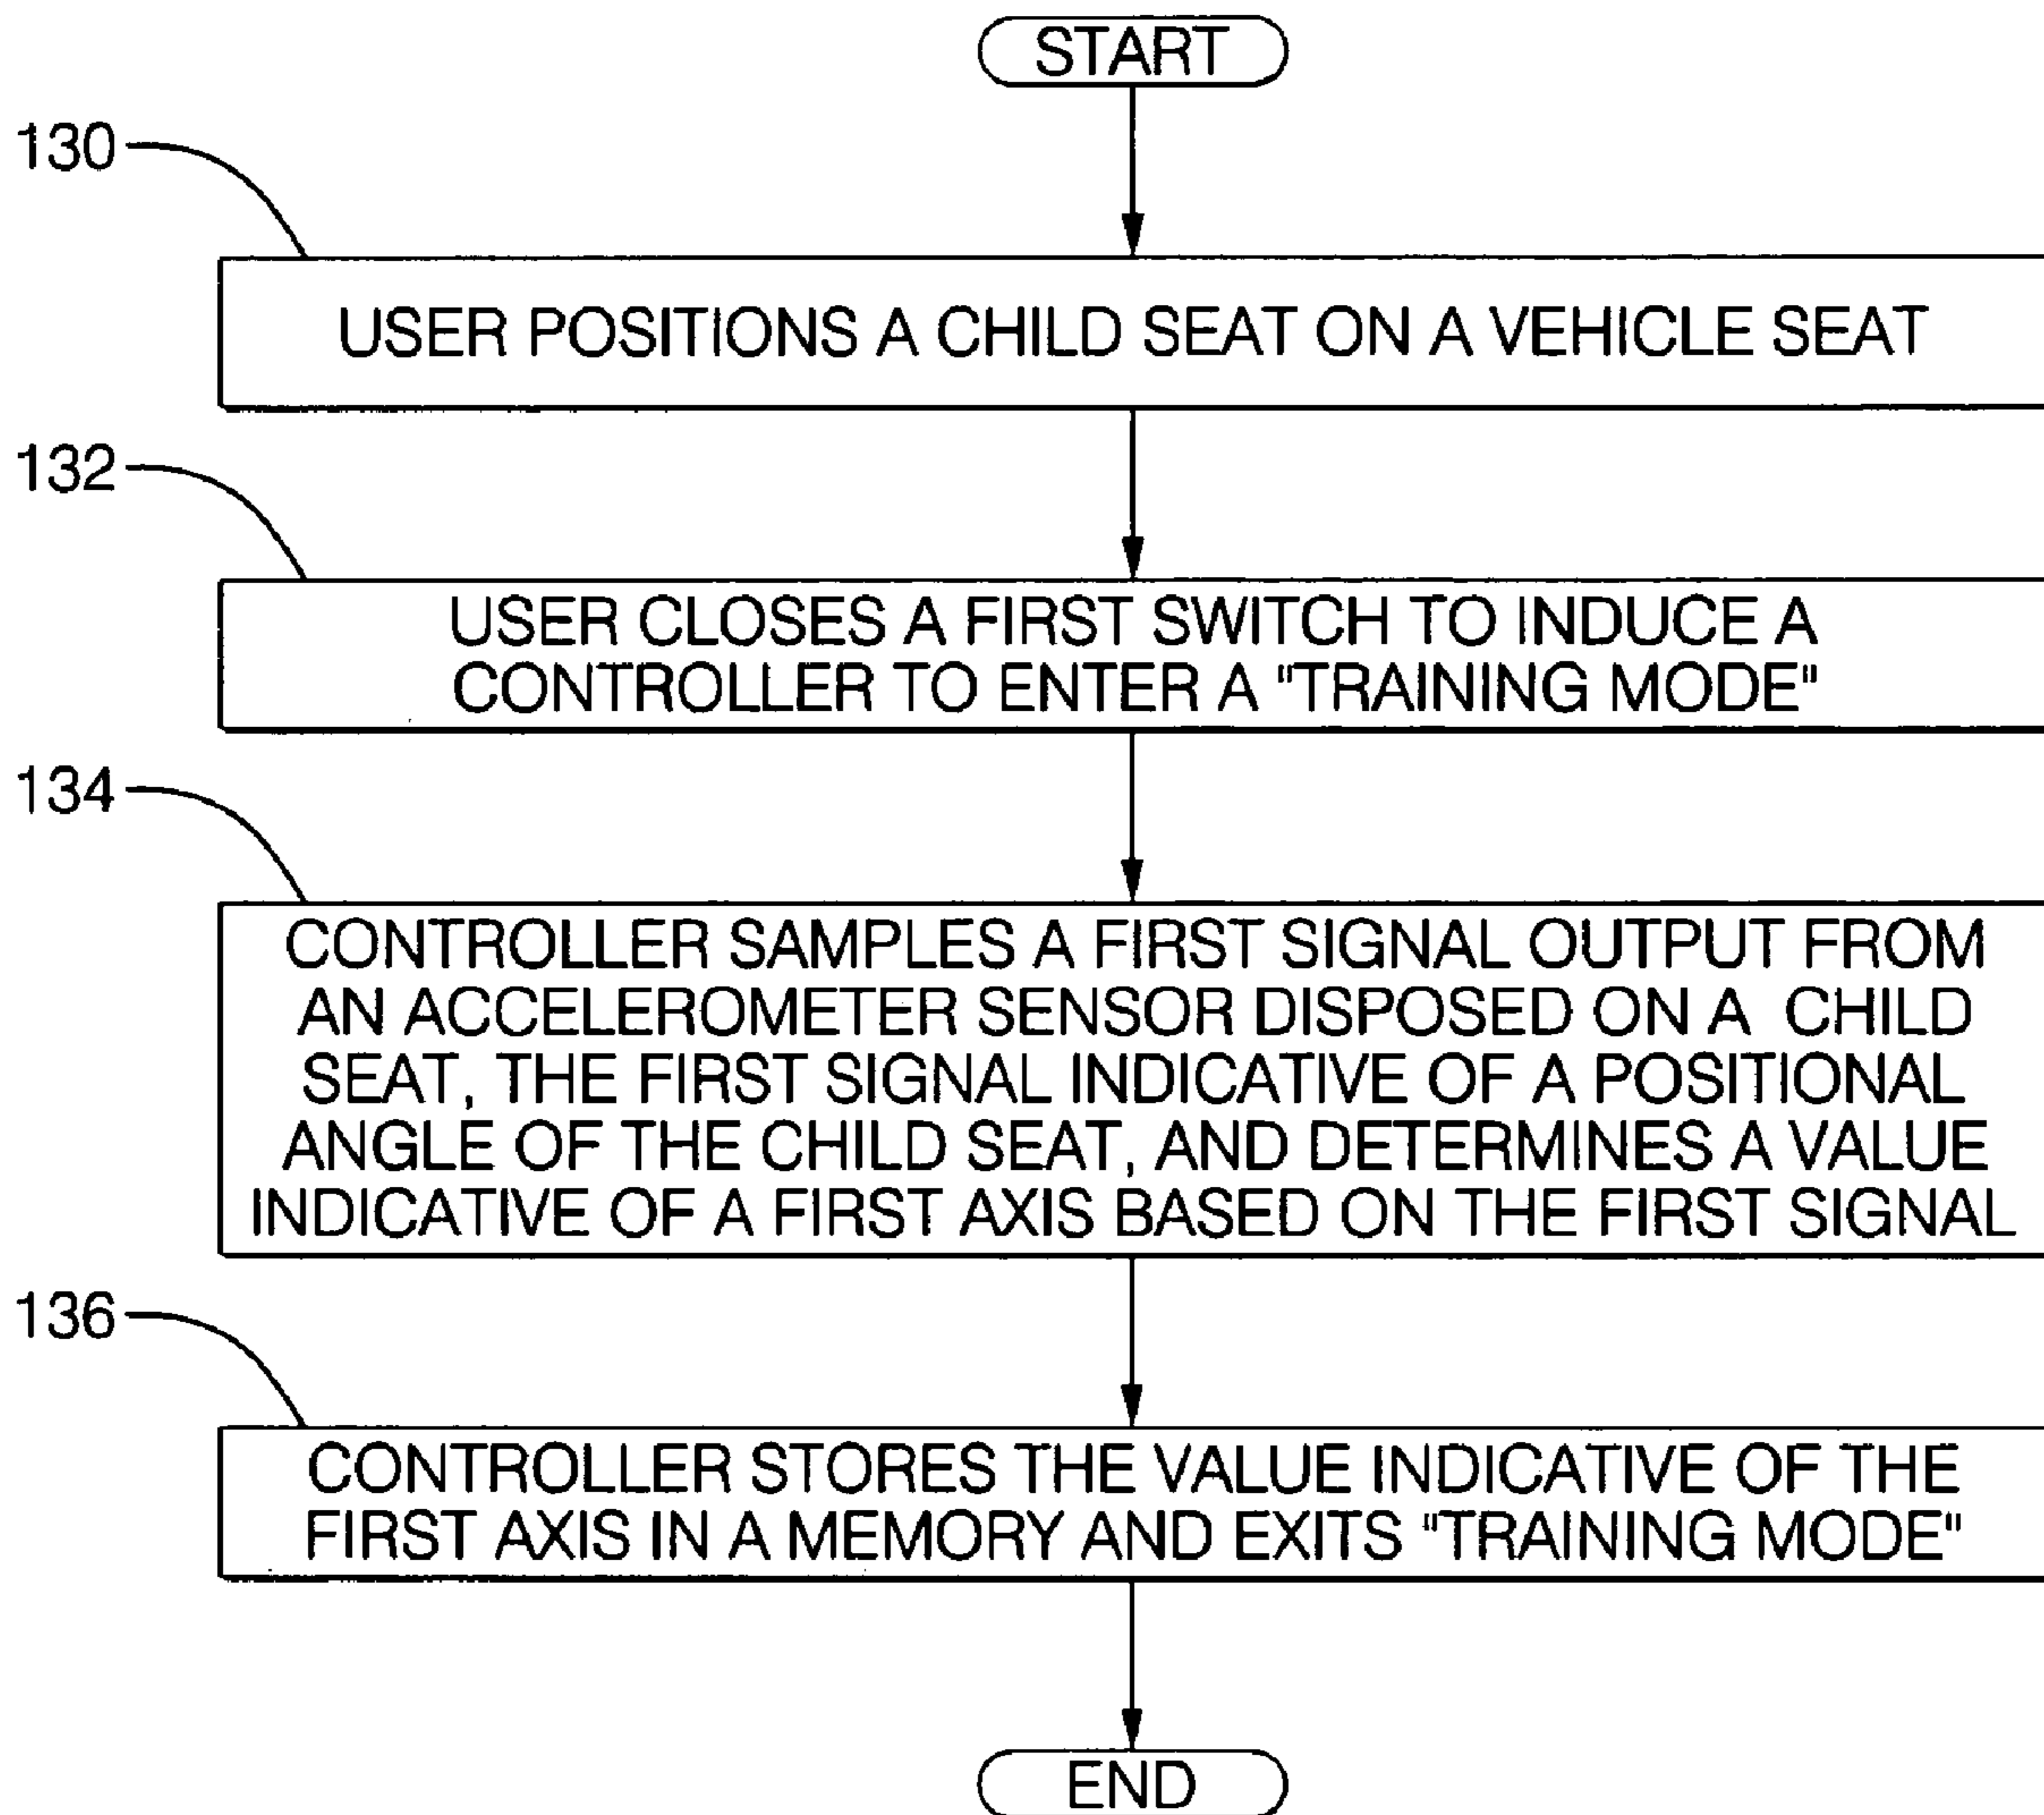 START
130
USER POSITIONS A CHILD SEAT ON A VEHICLE SEAT
132
USER CLOSES A FIRST SWITCH TO INDUCE A
CONTROLLER TO ENTER A "TRAINING MODE"
134
CONTROLLER SAMPLES A FIRST SIGNAL OUTPUT FROM
AN ACCELEROMETER SENSOR DISPOSED ON A CHILD
SEAT, THE FIRST SIGNAL INDICATIVE OF A POSITIONAL
ANGLE OF THE CHILD SEAT, AND DETERMINES A VALUE
INDICATIVE OF A FIRST AXIS BASED ON THE FIRST SIGNAL
136
CONTROLLER STORES THE VALUE INDICATIVE OF THE
FIRST AXIS IN A MEMORY AND EXITS "TRAINING MODE"
END